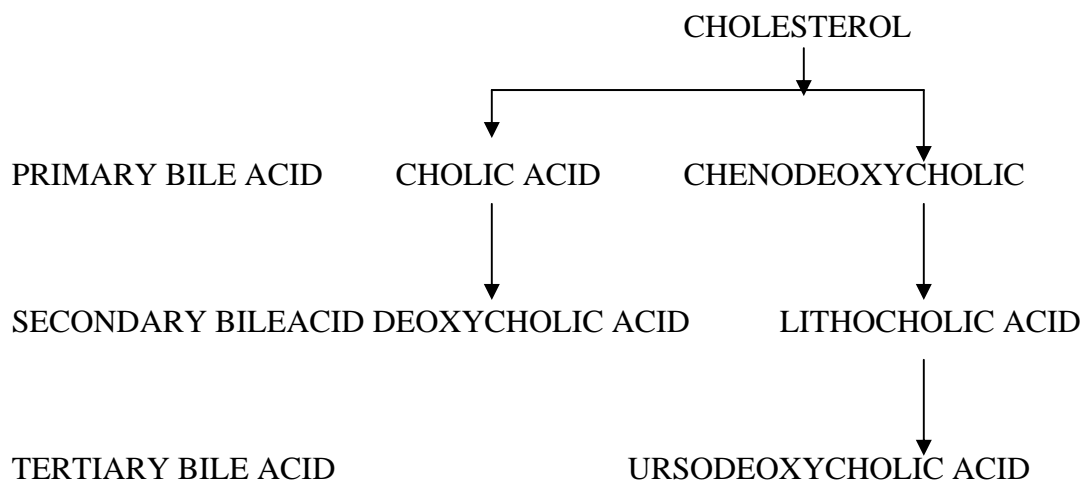 CHOLESTEROL
PRIMARY BILE ACID CHOLIC ACID CHENODEOXYCHOLIC
SECONDARY BILEACID DEOXYCHOLIC ACID LITHOCHOLIC ACID
TERTIARY BILE ACID URSODEOXYCHOLIC ACID